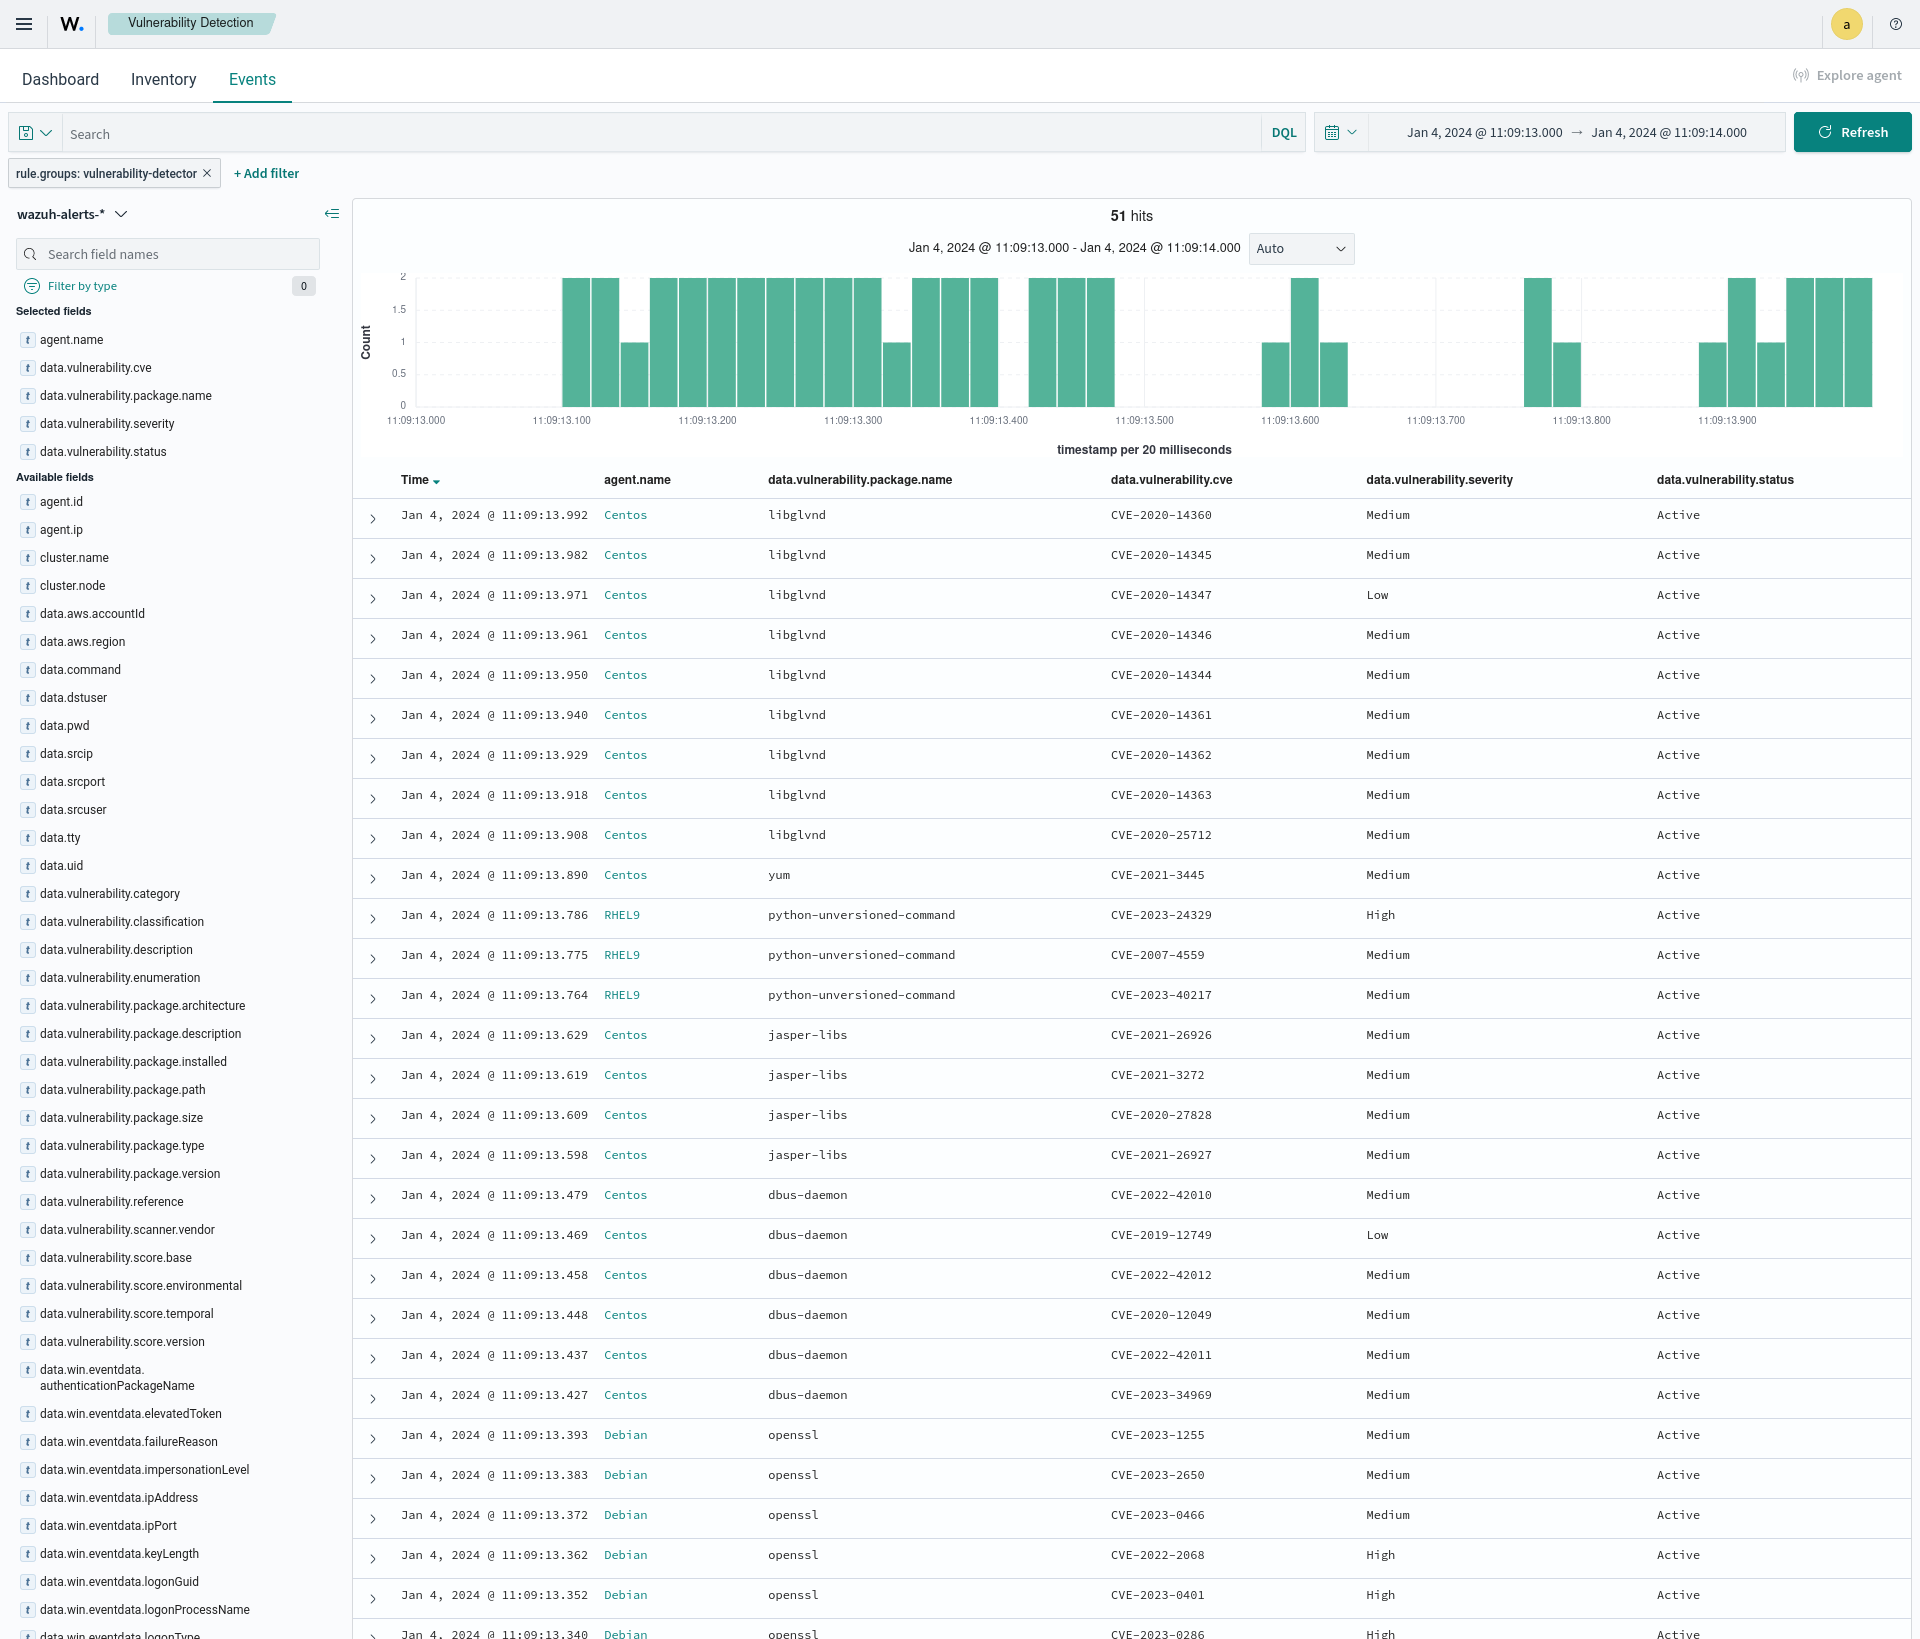 W.
Vulnerability Detection
a
Dashboard
Inventory
Events
Explore agent
Search
DQL
Jan 4, 2024 @ 11:09:13.000 → Jan 4, 2024 @ 11:09:14.000
Refresh
rule.groups: vulnerability-detector
+ Add filter
wazuh-alerts-*
Search field names
Filter by type 0
Selected fields
t agent.name
t data.vulnerability.cve
t data.vulnerability.package.name
t data.vulnerability.severity
t data.vulnerability.status
Available fields
t agent.id
t agent.ip
t cluster.name
t cluster.node
t data.aws.accountId
t data.aws.region
t data.command
t data.dstuser
t data.pwd
t data.srcip
t data.srcport
t data.srcuser
t data.tty
t data.uid
t data.vulnerability.category
t data.vulnerability.classification
t data.vulnerability.description
t data.vulnerability.enumeration
t data.vulnerability.package.architecture
t data.vulnerability.package.description
t data.vulnerability.package.installed
t data.vulnerability.package.path
t data.vulnerability.package.size
t data.vulnerability.package.type
t data.vulnerability.package.version
t data.vulnerability.reference
t data.vulnerability.scanner.vendor
t data.vulnerability.score.base
t data.vulnerability.score.environmental
t data.vulnerability.score.temporal
t data.vulnerability.score.version
t data.win.eventdata.
authenticationPackageName
t data.win.eventdata.elevatedToken
t data.win.eventdata.failureReason
t data.win.eventdata.impersonationLevel
t data.win.eventdata.ipAddress
t data.win.eventdata.ipPort
t data.win.eventdata.keyLength
t data.win.eventdata.logonGuid
t data.win.eventdata.logonProcessName
t data.win.eventdata.logonType
51 hits
Jan 4, 2024 @ 11:09:13.000 - Jan 4, 2024 @ 11:09:14.000 Auto
Count
2
1.5
1
0.5
0
11:09:13.000 11:09:13.100 11:09:13.200 11:09:13.300 11:09:13.400 11:09:13.500 11:09:13.600 11:09:13.700 11:09:13.800 11:09:13.900
timestamp per 20 milliseconds
Time agent.name data.vulnerability.package.name data.vulnerability.cve data.vulnerability.severity data.vulnerability.status
Jan 4, 2024 @ 11:09:13.992 Centos libglvnd CVE-2020-14360 Medium Active
Jan 4, 2024 @ 11:09:13.982 Centos libglvnd CVE-2020-14345 Medium Active
Jan 4, 2024 @ 11:09:13.971 Centos libglvnd CVE-2020-14347 Low Active
Jan 4, 2024 @ 11:09:13.961 Centos libglvnd CVE-2020-14346 Medium Active
Jan 4, 2024 @ 11:09:13.950 Centos libglvnd CVE-2020-14344 Medium Active
Jan 4, 2024 @ 11:09:13.940 Centos libglvnd CVE-2020-14361 Medium Active
Jan 4, 2024 @ 11:09:13.929 Centos libglvnd CVE-2020-14362 Medium Active
Jan 4, 2024 @ 11:09:13.918 Centos libglvnd CVE-2020-14363 Medium Active
Jan 4, 2024 @ 11:09:13.908 Centos libglvnd CVE-2020-25712 Medium Active
Jan 4, 2024 @ 11:09:13.890 Centos yum CVE-2021-3445 Medium Active
Jan 4, 2024 @ 11:09:13.786 RHEL9 python-unversioned-command CVE-2023-24329 High Active
Jan 4, 2024 @ 11:09:13.775 RHEL9 python-unversioned-command CVE-2007-4559 Medium Active
Jan 4, 2024 @ 11:09:13.764 RHEL9 python-unversioned-command CVE-2023-40217 Medium Active
Jan 4, 2024 @ 11:09:13.629 Centos jasper-libs CVE-2021-26926 Medium Active
Jan 4, 2024 @ 11:09:13.619 Centos jasper-libs CVE-2021-3272 Medium Active
Jan 4, 2024 @ 11:09:13.609 Centos jasper-libs CVE-2020-27828 Medium Active
Jan 4, 2024 @ 11:09:13.598 Centos jasper-libs CVE-2021-26927 Medium Active
Jan 4, 2024 @ 11:09:13.479 Centos dbus-daemon CVE-2022-42010 Medium Active
Jan 4, 2024 @ 11:09:13.469 Centos dbus-daemon CVE-2019-12749 Low Active
Jan 4, 2024 @ 11:09:13.458 Centos dbus-daemon CVE-2022-42012 Medium Active
Jan 4, 2024 @ 11:09:13.448 Centos dbus-daemon CVE-2020-12049 Medium Active
Jan 4, 2024 @ 11:09:13.437 Centos dbus-daemon CVE-2022-42011 Medium Active
Jan 4, 2024 @ 11:09:13.427 Centos dbus-daemon CVE-2023-34969 Medium Active
Jan 4, 2024 @ 11:09:13.393 Debian openssl CVE-2023-1255 Medium Active
Jan 4, 2024 @ 11:09:13.383 Debian openssl CVE-2023-2650 Medium Active
Jan 4, 2024 @ 11:09:13.372 Debian openssl CVE-2023-0466 Medium Active
Jan 4, 2024 @ 11:09:13.362 Debian openssl CVE-2022-2068 High Active
Jan 4, 2024 @ 11:09:13.352 Debian openssl CVE-2023-0401 High Active
Jan 4, 2024 @ 11:09:13.340 Debian openssl CVE-2023-0286 High Active